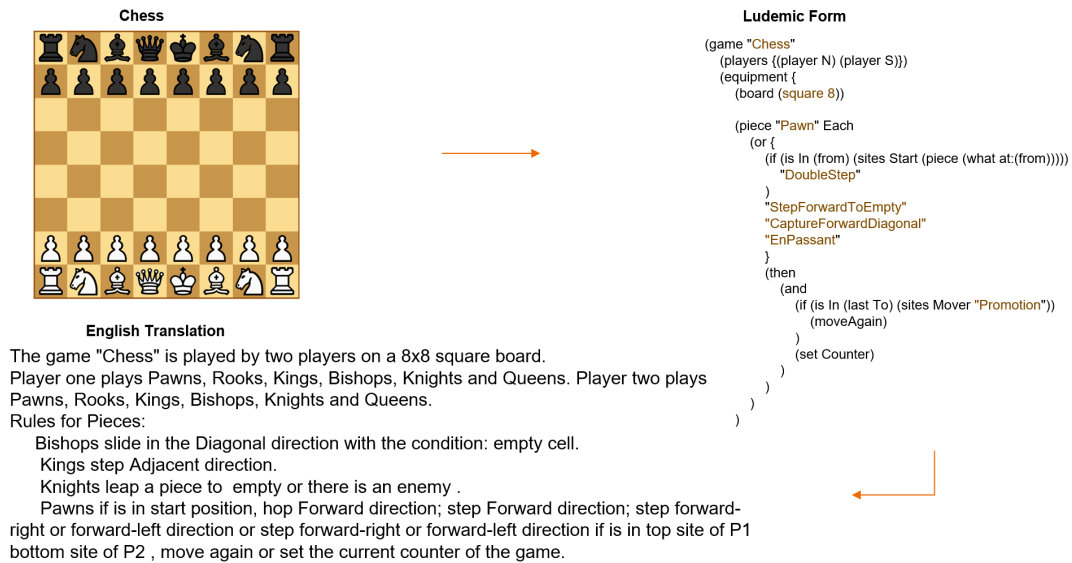 Chess
Ludemic Form
(game "Chess"
(players {(player N) (player S)})
(equipment {
(board (square 8))
(piece "Pawn" Each
(or {
(if (is In (from) (sites Start (piece (what at:(from)))))
"DoubleStep"
)
"StepForwardToEmpty"
"CaptureForwardDiagonal"
"EnPassant"
}
(then
(and
(if (is In (last To) (sites Mover "Promotion"))
(moveAgain)
)
(set Counter)
)
)
)
)
English Translation
The game "Chess" is played by two players on a 8x8 square board.
Player one plays Pawns, Rooks, Kings, Bishops, Knights and Queens. Player two plays
Pawns, Rooks, Kings, Bishops, Knights and Queens.
Rules for Pieces:
Bishops slide in the Diagonal direction with the condition: empty cell.
Kings step Adjacent direction.
Knights leap a piece to  empty or there is an enemy .
Pawns if is in start position, hop Forward direction; step Forward direction; step forward-
right or forward-left direction or step forward-right or forward-left direction if is in top site of P1
bottom site of P2 , move again or set the current counter of the game.